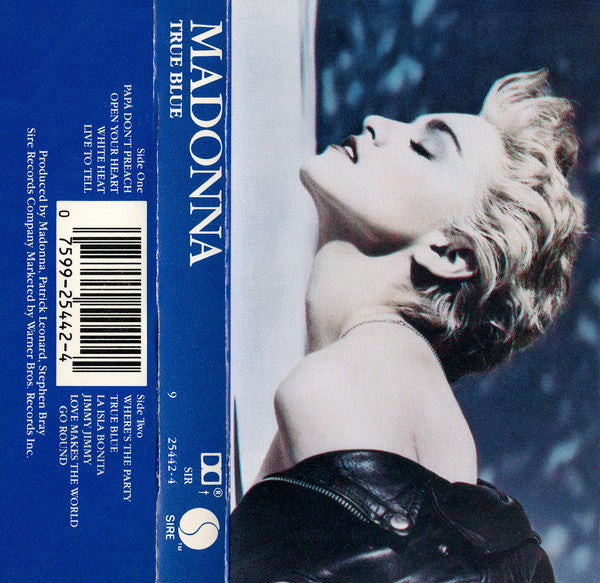 MADONNA
TRUE BLUE
9 25442-4
SIR
®
†
SIRE
™
Side One
PAPA DON'T PREACH
OPEN YOUR HEART
WHITE HEAT
LIVE TO TELL
0 7599-25442-4
Side Two
WHERE'S THE PARTY
TRUE BLUE
LA ISLA BONITA
JIMMY JIMMY
LOVE MAKES THE WORLD
GO ROUND
Produced by Madonna, Patrick Leonard, Stephen Bray
Sire Records Company Marketed by Warner Bros. Records Inc.